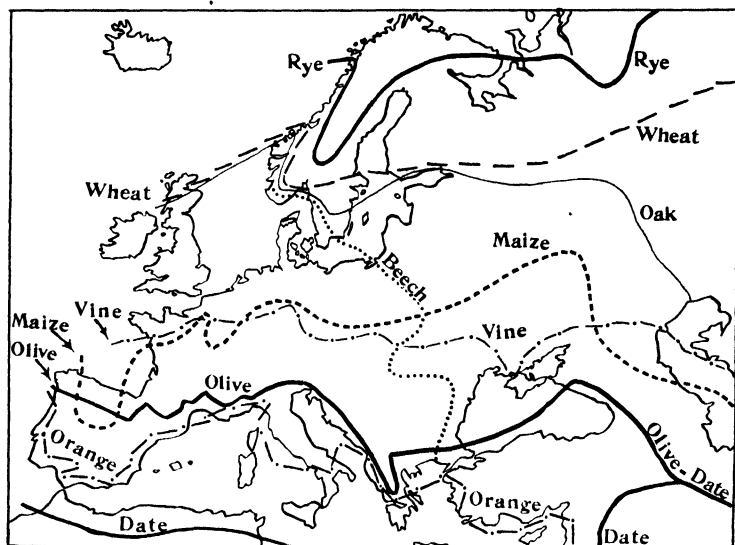 Rye
Rye
Wheat
Wheat
Oak
Maize
Beech
Vine
Maize
Vine
Olive
Olive
Orange
Olive-Date
Orange
Date
Date